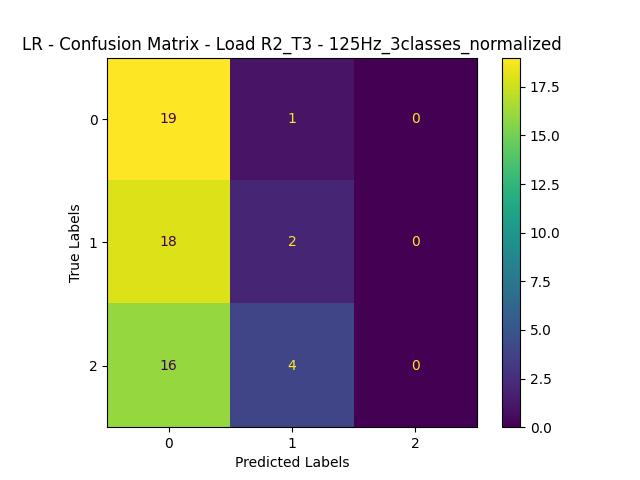 LR - Confusion Matrix - Load R2_T3 - 125Hz_3classes_normalized
True Labels
0
1
2
19 1 0
18 2 0
16 4 0
0 1 2
Predicted Labels
17.5
15.0
12.5
10.0
7.5
5.0
2.5
0.0